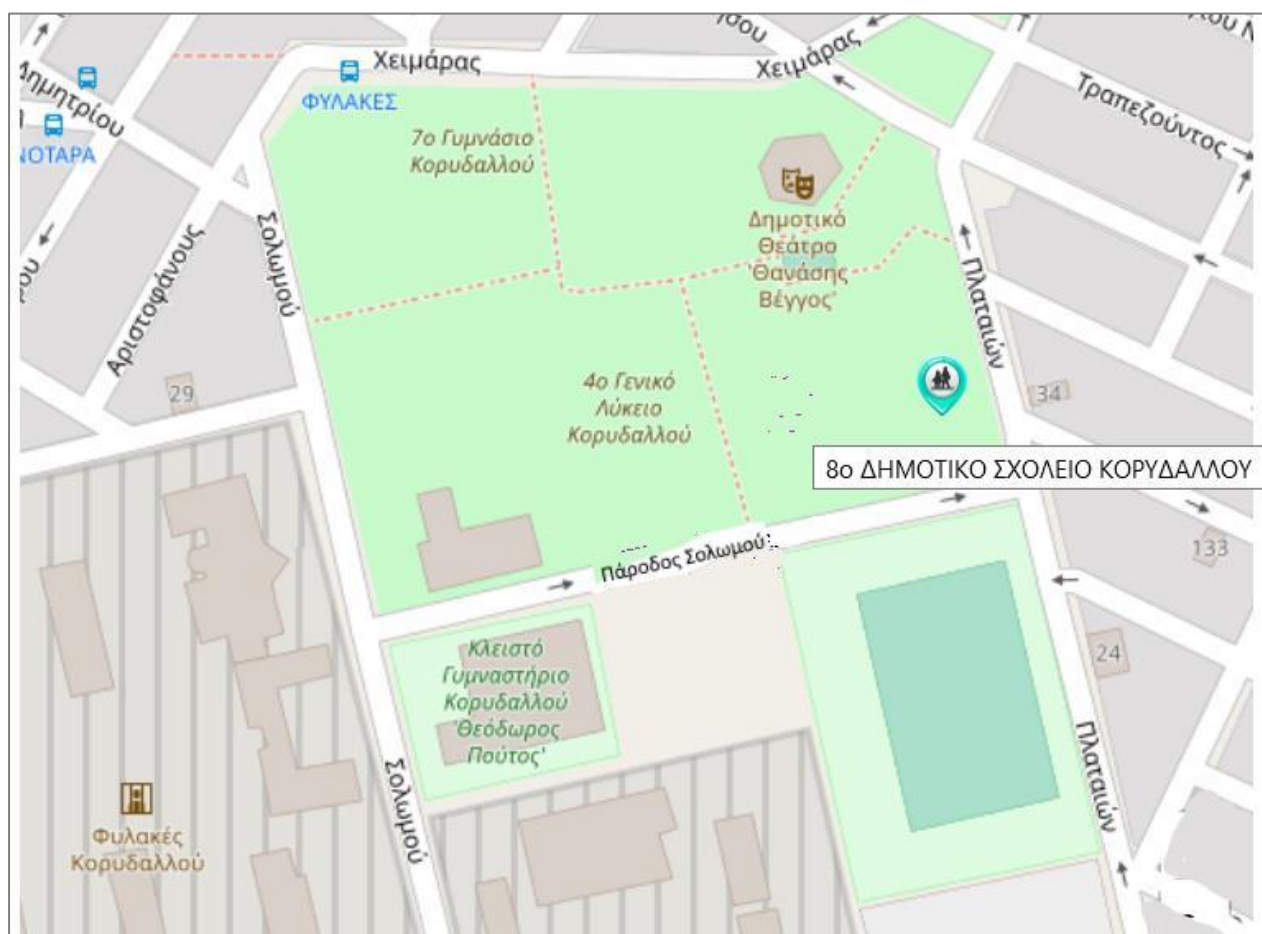 Χειμάρας
Χειμάρας
Δημητρίου
ΦΥΛΑΚΕΣ
ΝΟΤΑΡΑ
Τραπεζούντος
7ο Γυμνάσιο
Κορυδαλλού
Δημοτικό
Θέατρο
'Θανάσης
Βέγγος'
Σολωμού
Αριστοφάνους
Πλαταιών
29
4ο Γενικό
Λύκειο
Κορυδαλλού
34
8ο ΔΗΜΟΤΙΚΟ ΣΧΟΛΕΙΟ ΚΟΡΥΔΑΛΛΟΥ
Πάροδος Σολωμού
133
Κλειστό
Γυμναστήριο
Κορυδαλλού
'Θεόδωρος
Πούτος'
24
Σολωμού
Πλαταιών
Φυλακές
Κορυδαλλού